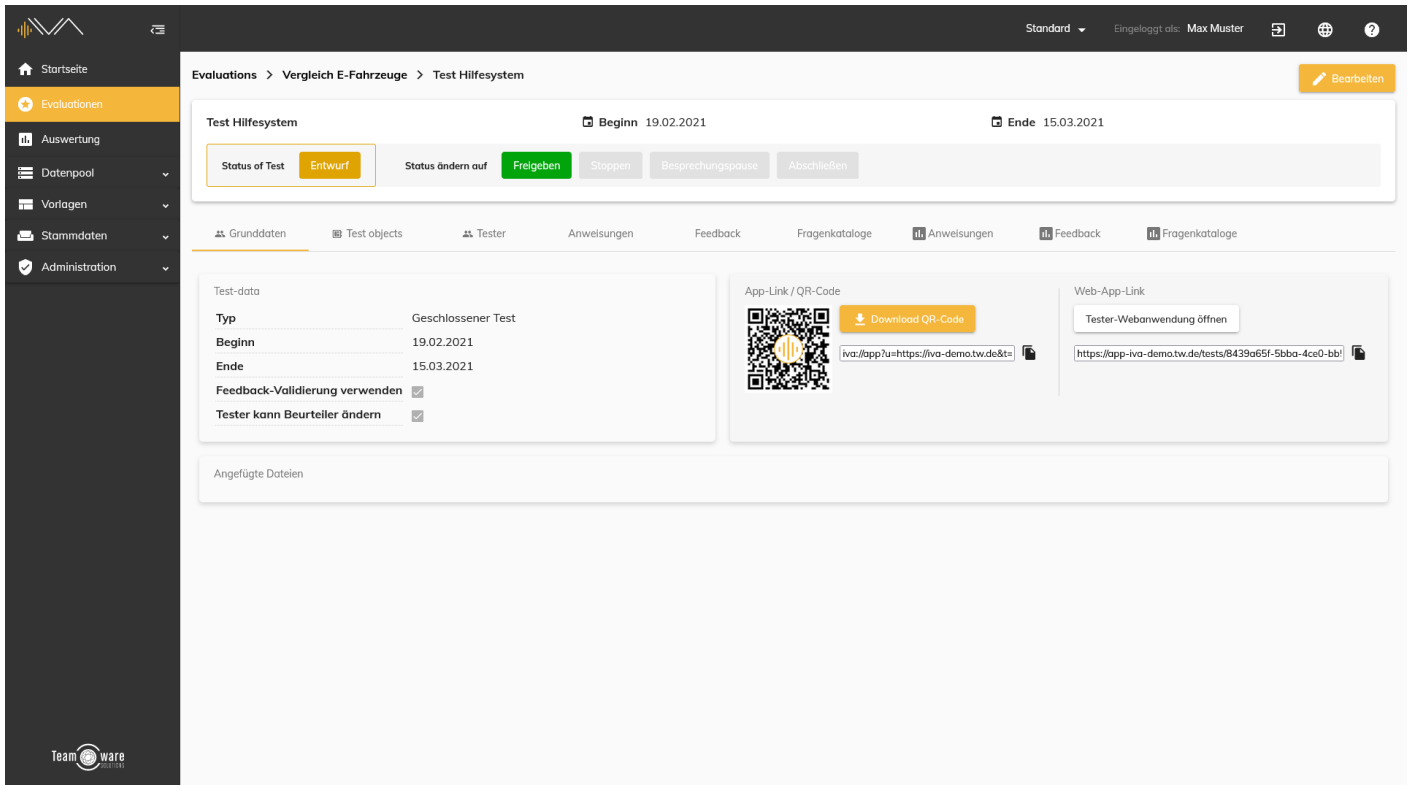 IVA
Standard
Eingeloggt als: Max Muster
Startseite
Evaluationen
Auswertung
Datenpool
Vorlagen
Stammdaten
Administration
Team ware
SOLUTIONS
Evaluations > Vergleich E-Fahrzeuge > Test Hilfesystem
Bearbeiten
Test Hilfesystem
Beginn 19.02.2021
Ende 15.03.2021
Status of Test Entwurf
Status ändern auf Freigeben Stoppen Besprechungspause Abschließen
Grunddaten Test objects Tester Anweisungen Feedback Fragenkataloge Anweisungen Feedback Fragenkataloge
Test-data
Typ Geschlossener Test
Beginn 19.02.2021
Ende 15.03.2021
Feedback-Validierung verwenden
Tester kann Beurteiler ändern
App-Link / QR-Code
Download QR-Code
iva://app?u=https://iva-demo.tw.de&t=
Web-App-Link
Tester-Webanwendung öffnen
https://app-iva-demo.tw.de/tests/8439a65f-5bba-4ce0-bb
Angefügte Dateien